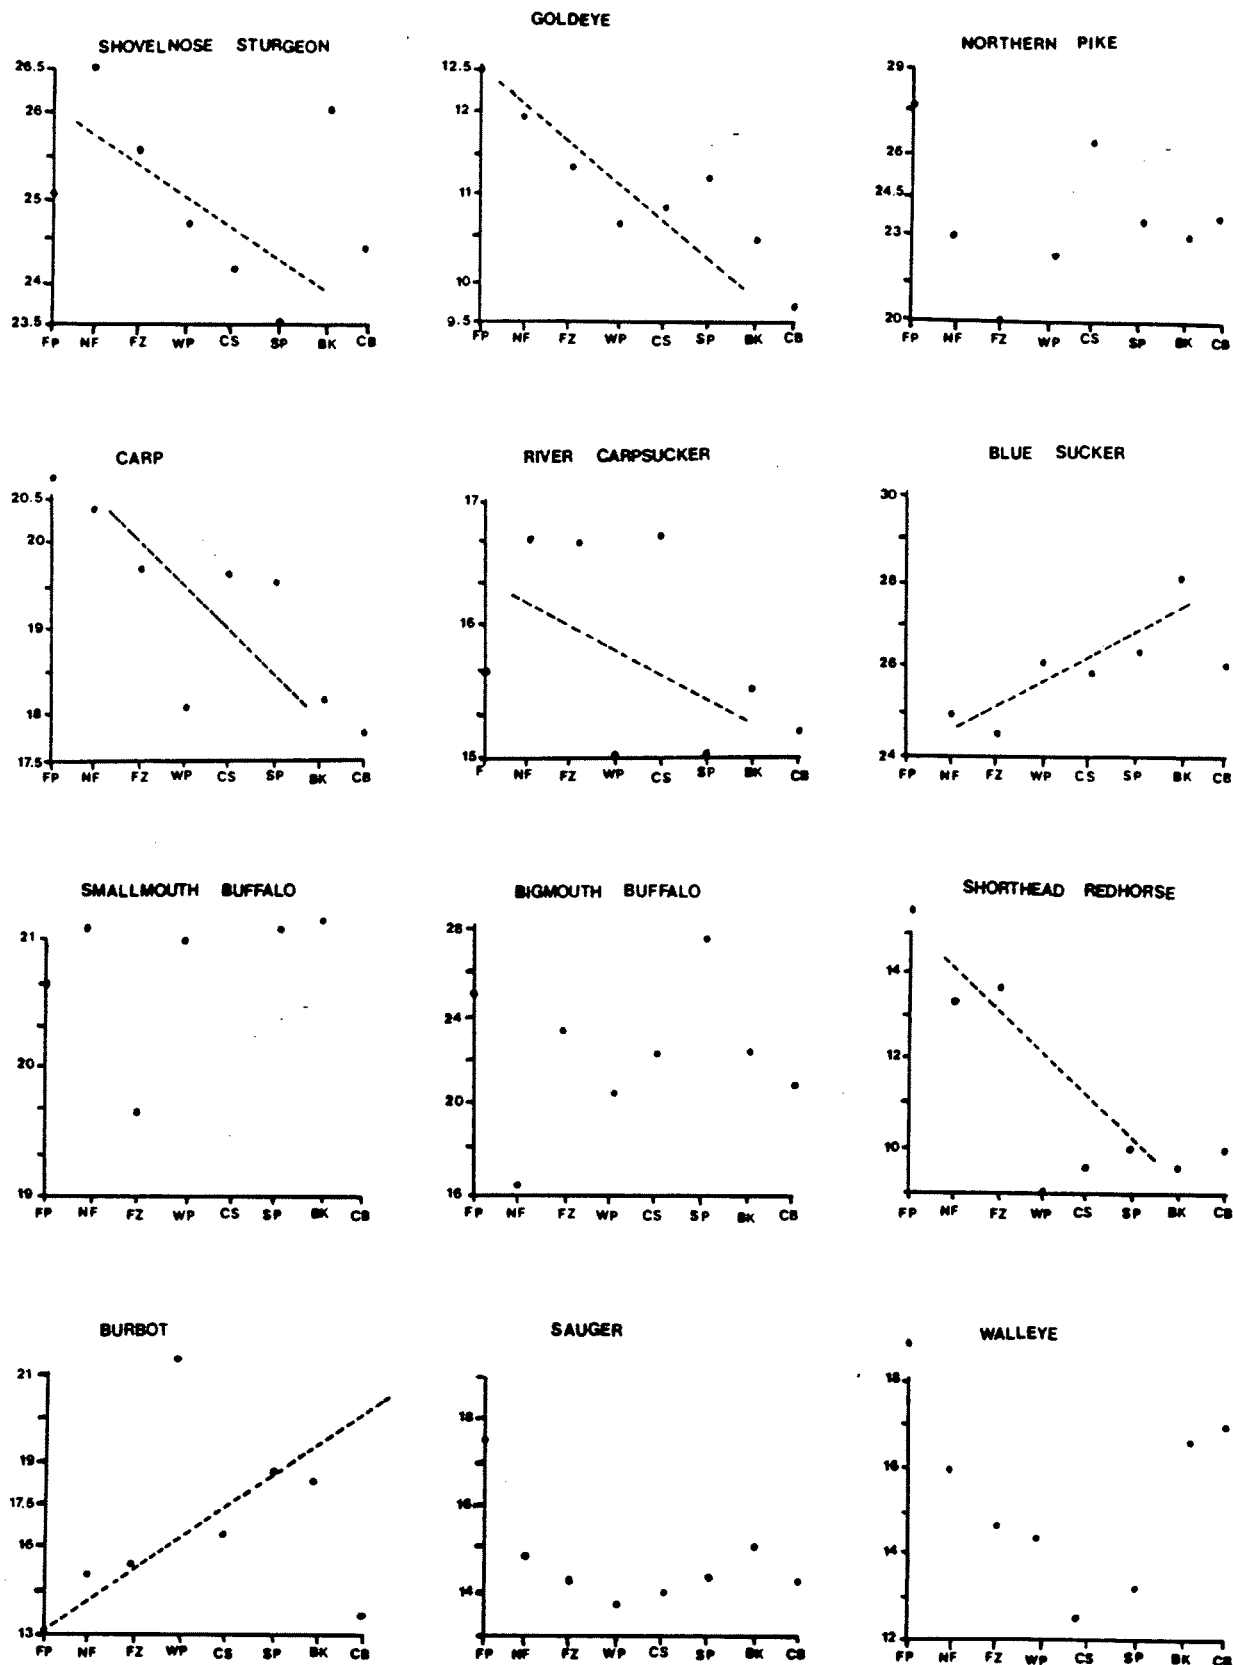 SHOVELNOSE STURGEON
26.5
26
25
24
23.5
FP NF FZ WP CS SP BK CB
GOLDEYE
12.5
12
11
10
9.5
FP NF FZ WP CS SP BK CB
NORTHERN PIKE
29
26
24.5
23
20
FP NF FZ WP CS SP BK CB
CARP
20.5
20
19
18
17.5
FP NF FZ WP CS SP BK CB
RIVER CARPSUCKER
17
16
15
F NF FZ WP CS SP BK CB
BLUE SUCKER
30
28
26
24
FP NF FZ WP CS SP BK CB
SMALLMOUTH BUFFALO
21
20
19
FP NF FZ WP CS SP BK CB
BIGMOUTH BUFFALO
28
24
20
16
FP NF FZ WP CS SP BK CB
SHORTHEAD REDHORSE
14
12
10
FP NF FZ WP CS SP BK CB
BURBOT
21
19
17.5
16
13
FP NF FZ WP CS SP BK CB
SAUGER
18
16
14
FP NF FZ WP CS SP BK CB
WALLEYE
18
16
14
12
FP NF FZ WP CS SP BK CB